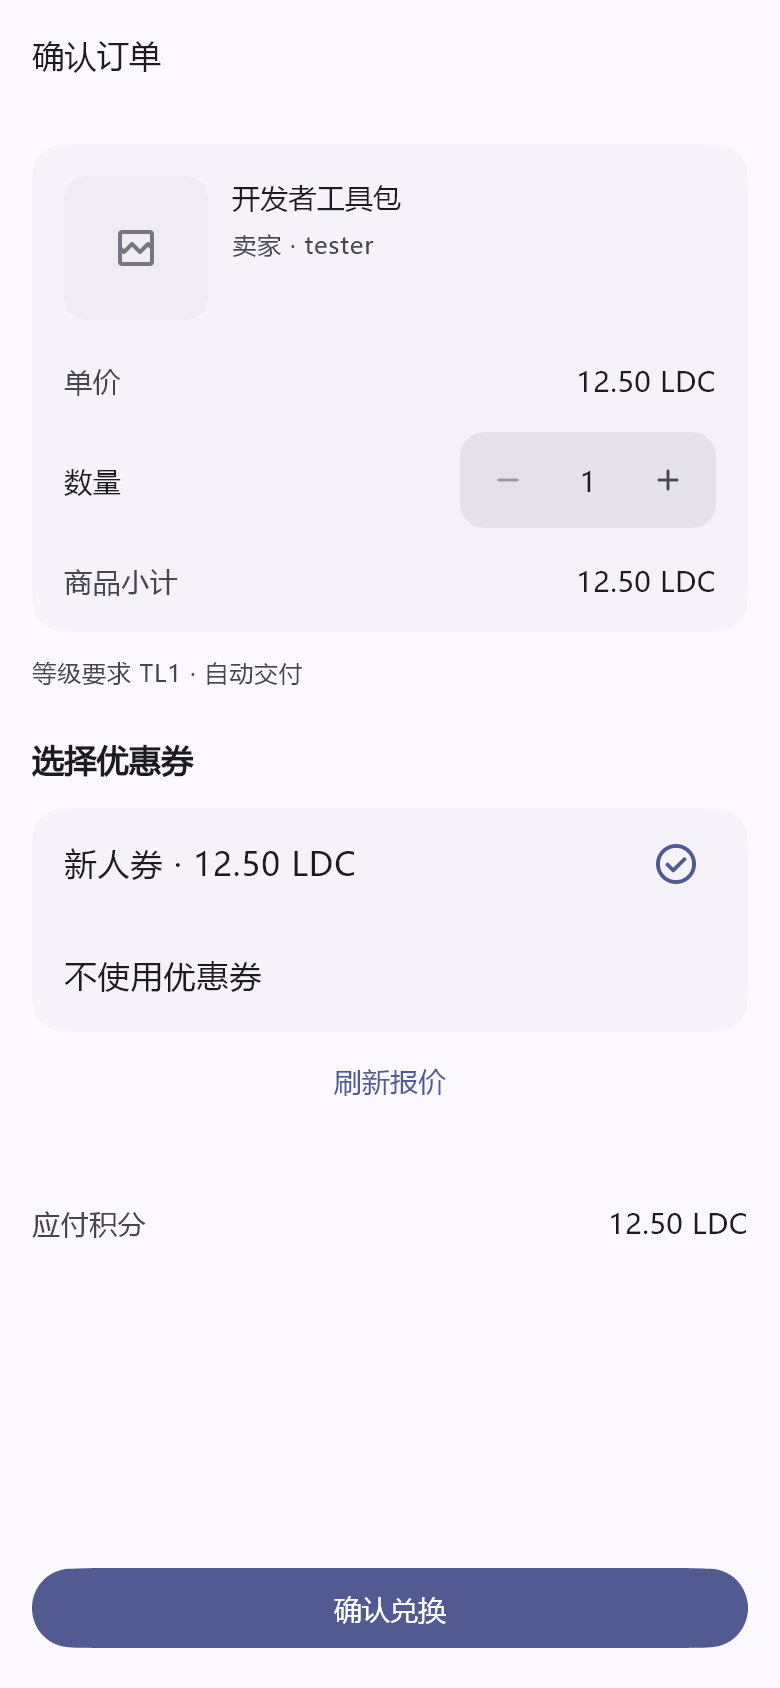 确认订单
开发者工具包
卖家 · tester
单价 12.50 LDC
数量 − 1 +
商品小计 12.50 LDC
等级要求 TL1 · 自动交付
选择优惠券
新人券 · 12.50 LDC
不使用优惠券
刷新报价
应付积分 12.50 LDC
确认兑换